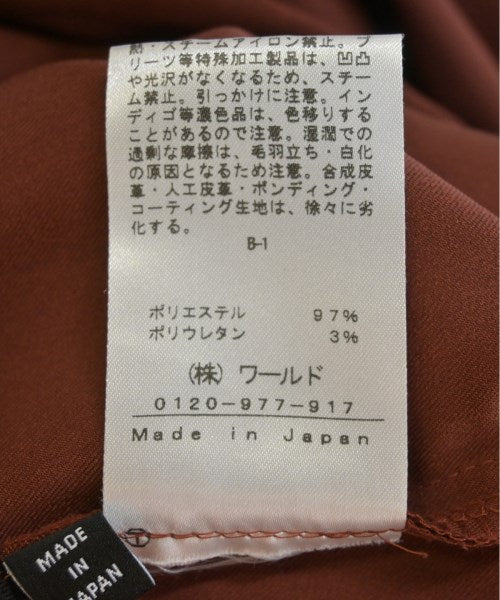 剤・スチームアイロン禁止。プ
リーツ等特殊加工製品は、凹凸
や光沢がなくなるため、スチー
ム禁止。引っかけに注意。イン
ディゴ等濃色品は、色移りする
ことがあるので注意。湿潤での
過剰な摩擦は、毛羽立ち・白化
の原因となるため注意。合成皮
革・人工皮革・ボンディング・
コーティング生地は、徐々に劣
化する。
B-1
ポリエステル 97%
ポリウレタン 3%
(株) ワールド
0120-977-917
Made in Japan
MADE
IN
JAPAN